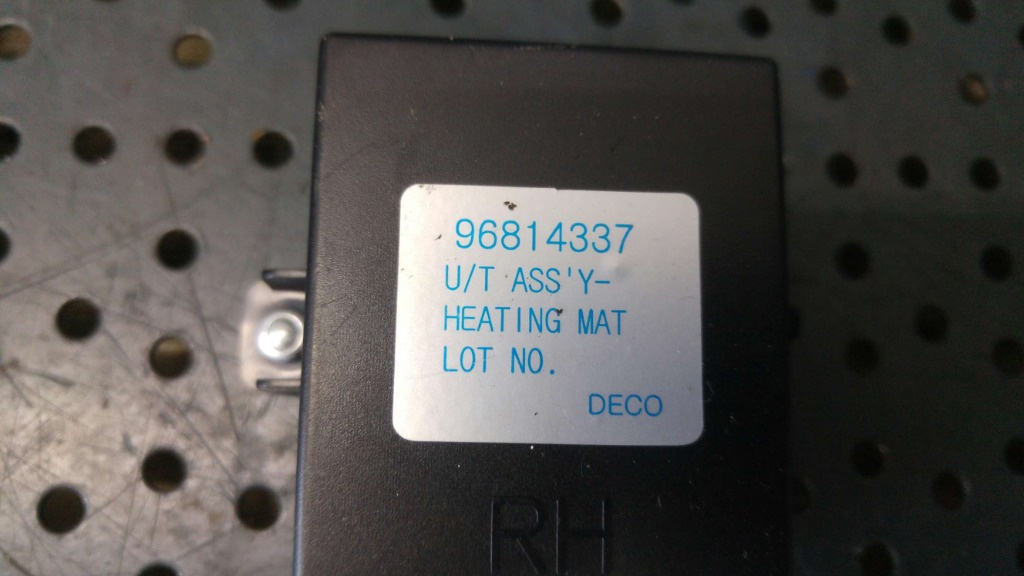 96814337
U/T ASS'Y-
HEATING MAT
LOT NO.
DECO
RH